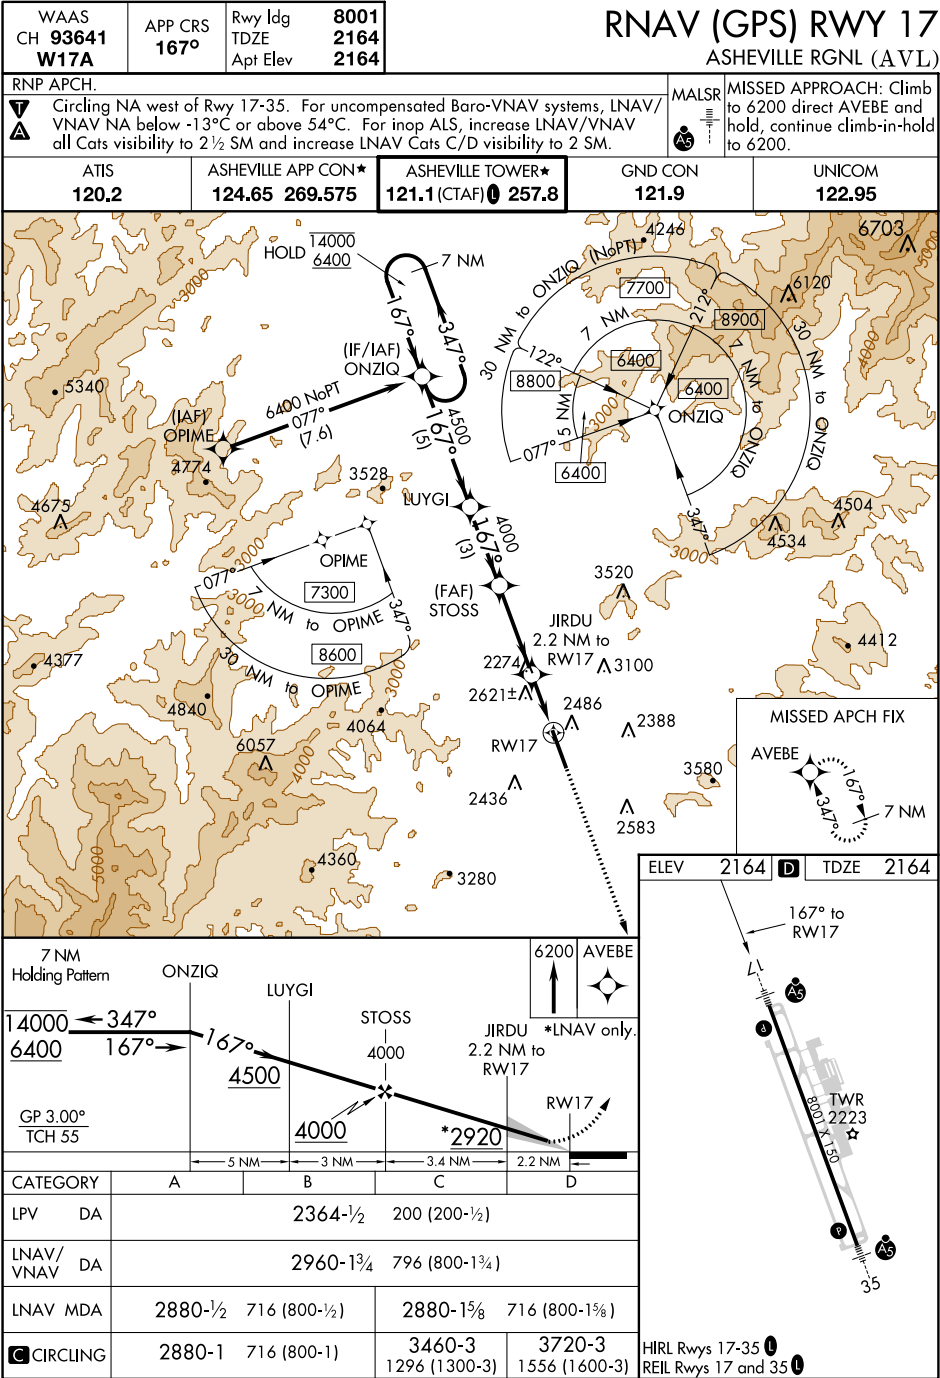 WAAS
CH 93641
W17A
APP CRS
167°
Rwy ldg 8001
TDZE 2164
Apt Elev 2164
RNAV (GPS) RWY 17
ASHEVILLE RGNL (AVL)
RNP APCH.
T
A
Circling NA west of Rwy 17-35. For uncompensated Baro-VNAV systems, LNAV/
VNAV NA below -13°C or above 54°C. For inop ALS, increase LNAV/VNAV
all Cats visibility to 2½ SM and increase LNAV Cats C/D visibility to 2 SM.
MALSR
A5
MISSED APPROACH: Climb
to 6200 direct AVEBE and
hold, continue climb-in-hold
to 6200.
ATIS
120.2
ASHEVILLE APP CON★
124.65 269.575
ASHEVILLE TOWER★
121.1 (CTAF) L 257.8
GND CON
121.9
UNICOM
122.95
HOLD 14000
6400
7 NM
167°
347°
(IF/IAF)
ONZIQ
6400 NoPT
077°
(7.6)
(IAF)
OPIME
4500
167°
(5)
LUYGI
4000
167°
(3)
(FAF)
STOSS
JIRDU
2.2 NM to
RW17
RW17
3000
5340
4774
4675
3528
4377
4840
4064
6057
4000
5000
4360
3280
2274
2621±
2486
2436
3100
3520
2388
2583
3580
4412
4504
4534
3000
4246
6703
6120
5000
4000
3000
30 NM to ONZIQ (NoPT)
7700
7 NM
212°
8900
30 NM to ONZIQ
7 NM to ONZIQ
122°
8800
6400
6400
5 NM
077°
6400
ONZIQ
347°
077°
3000
3000
OPIME
7300
7 NM to OPIME
347°
8600
30 NM to OPIME
3000
MISSED APCH FIX
AVEBE
167°
347°
7 NM
ELEV 2164 D TDZE 2164
167° to
RW17
17
A5
P
TWR
2223
8001 X 150
P
A5
35
HIRL Rwys 17-35 L
REIL Rwys 17 and 35 L
7 NM
Holding Pattern
ONZIQ
LUYGI
STOSS
4000
JIRDU
2.2 NM to
RW17
*LNAV only.
6200
AVEBE
14000
6400
347°
167°
167°
4500
4000
*2920
RW17
GP 3.00°
TCH 55
5 NM
3 NM
3.4 NM
2.2 NM
CATEGORY A B C D
LPV DA 2364-½ 200 (200-½)
LNAV/
VNAV DA 2960-1¾ 796 (800-1¾)
LNAV MDA 2880-½ 716 (800-½) 2880-1⅝ 716 (800-1⅝)
C CIRCLING 2880-1 716 (800-1) 3460-3 3720-3
1296 (1300-3) 1556 (1600-3)